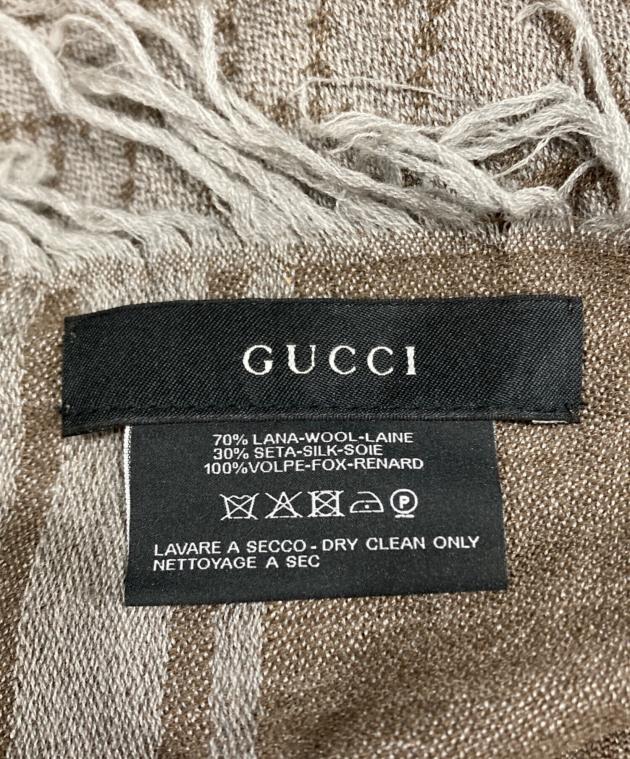 GUCCI
70% LANA-WOOL-LAINE
30% SETA-SILK-SOIE
100%VOLPE-FOX-RENARD
P
LAVARE A SECCO - DRY CLEAN ONLY
NETTOYAGE A SEC